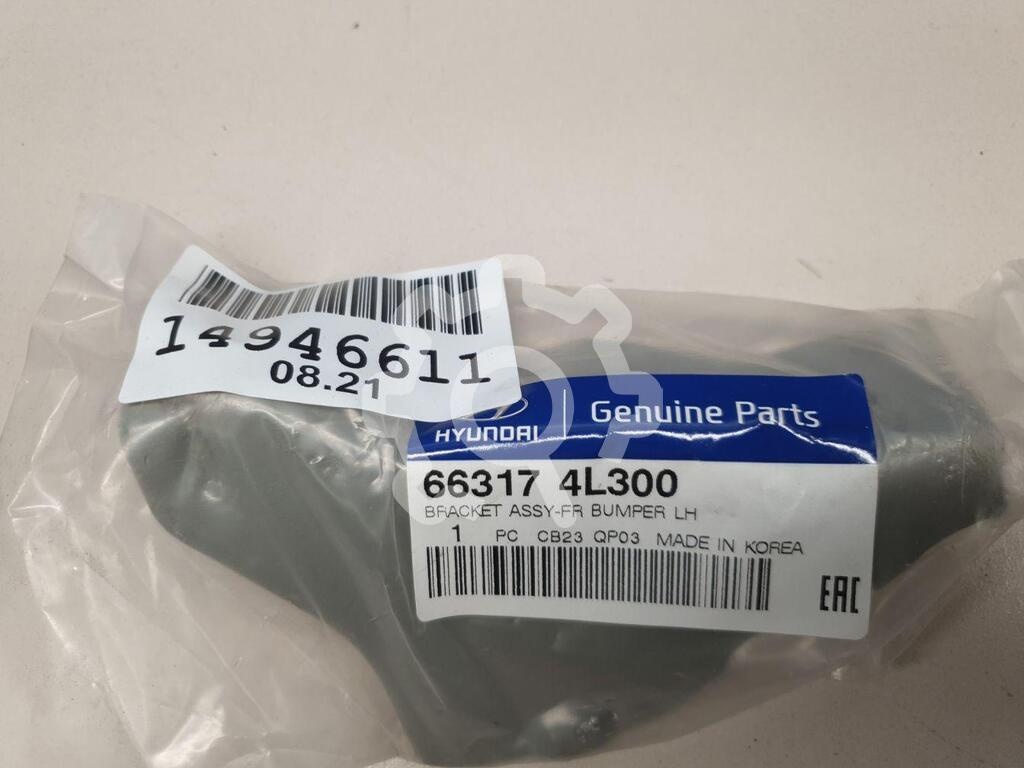 14946611
08.21
HYUNDAI
Genuine Parts
66317 4L300
BRACKET ASSY-FR BUMPER LH
1 PC CB23 QP03 MADE IN KOREA
EAC